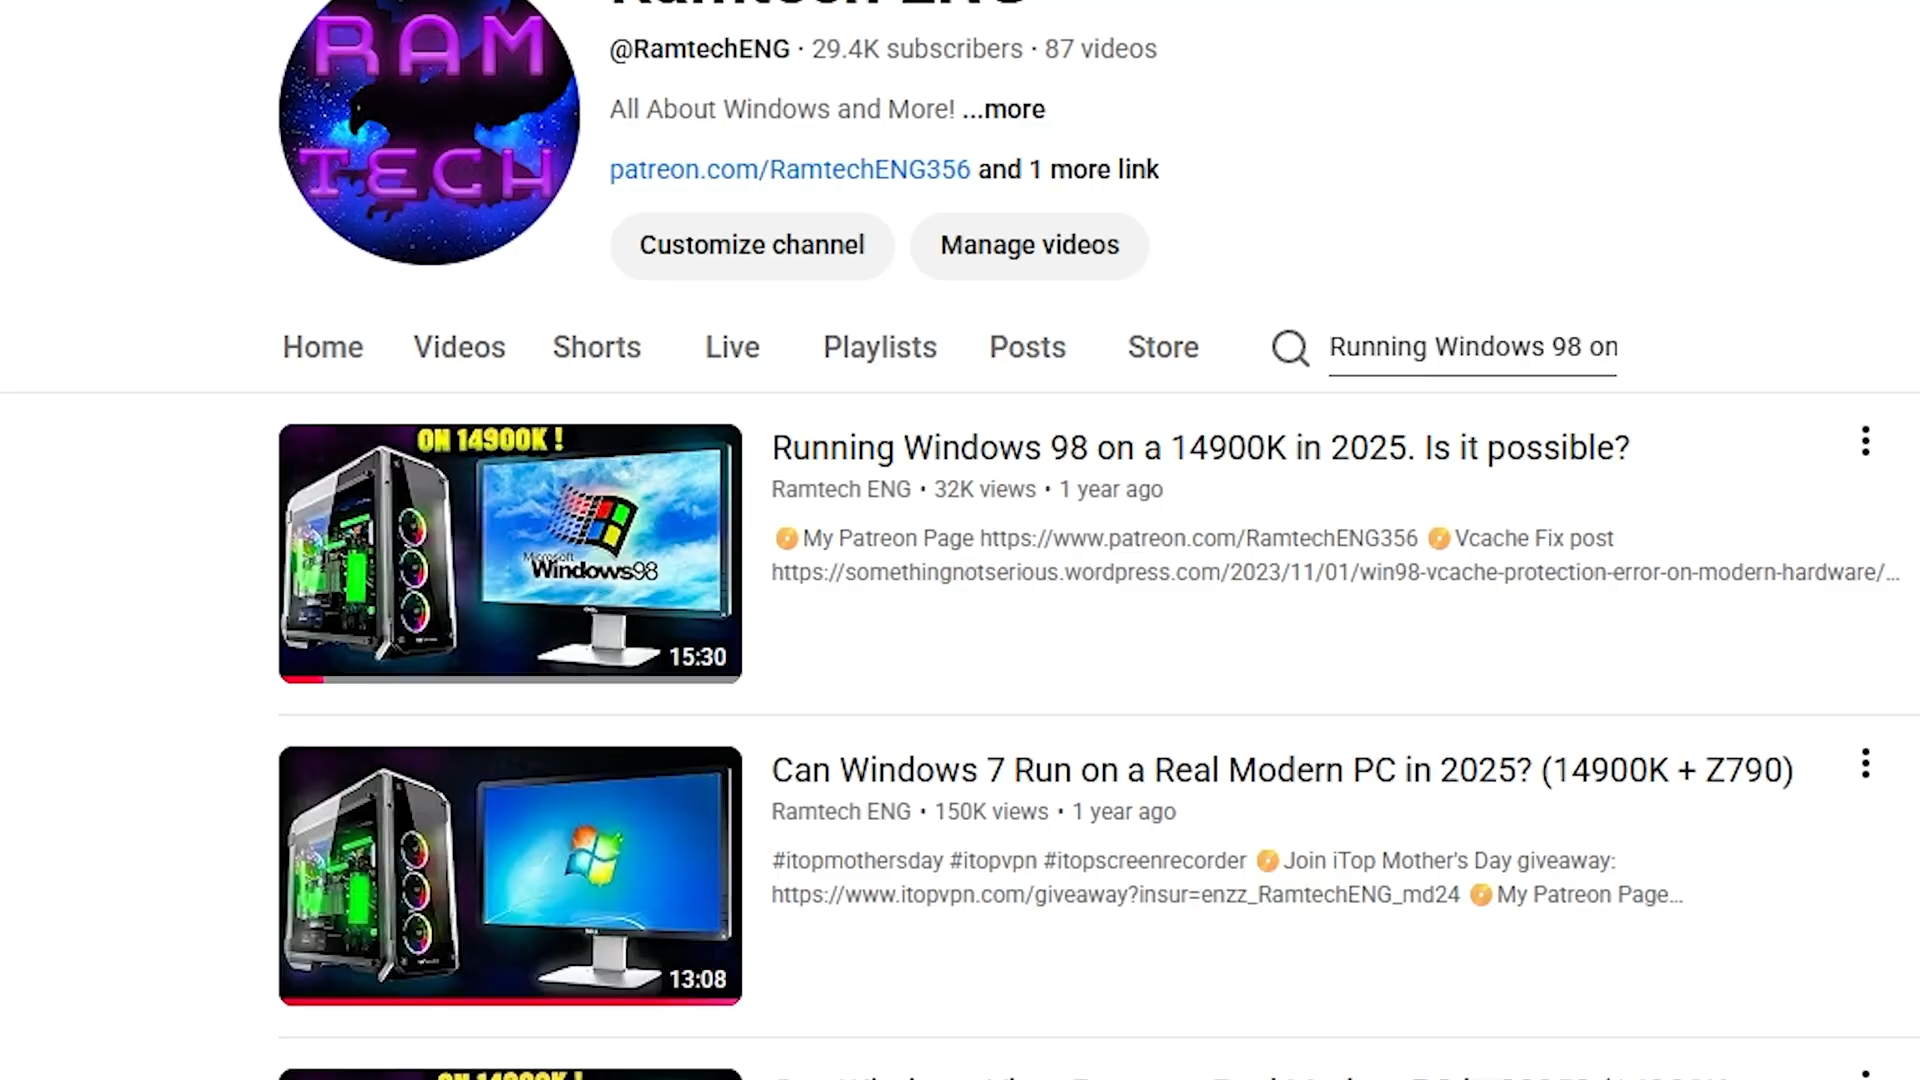 Ramtech ENG
RAM
TECH
@RamtechENG · 29.4K subscribers · 87 videos
All About Windows and More! ...more
patreon.com/RamtechENG356 and 1 more link
Customize channel
Manage videos
Home Videos Shorts Live Playlists Posts Store Running Windows 98 on
ON 14900K !
Microsoft
Windows98
15:30
Running Windows 98 on a 14900K in 2025. Is it possible?
Ramtech ENG • 32K views • 1 year ago
My Patreon Page https://www.patreon.com/RamtechENG356 Vcache Fix post
https://somethingnotserious.wordpress.com/2023/11/01/win98-vcache-protection-error-on-modern-hardware/...
13:08
Can Windows 7 Run on a Real Modern PC in 2025? (14900K + Z790)
Ramtech ENG • 150K views • 1 year ago
#itopmothersday #itopvpn #itopscreenrecorder Join iTop Mother's Day giveaway:
https://www.itopvpn.com/giveaway?insur=enzz_RamtechENG_md24 My Patreon Page...
ON 14900K !